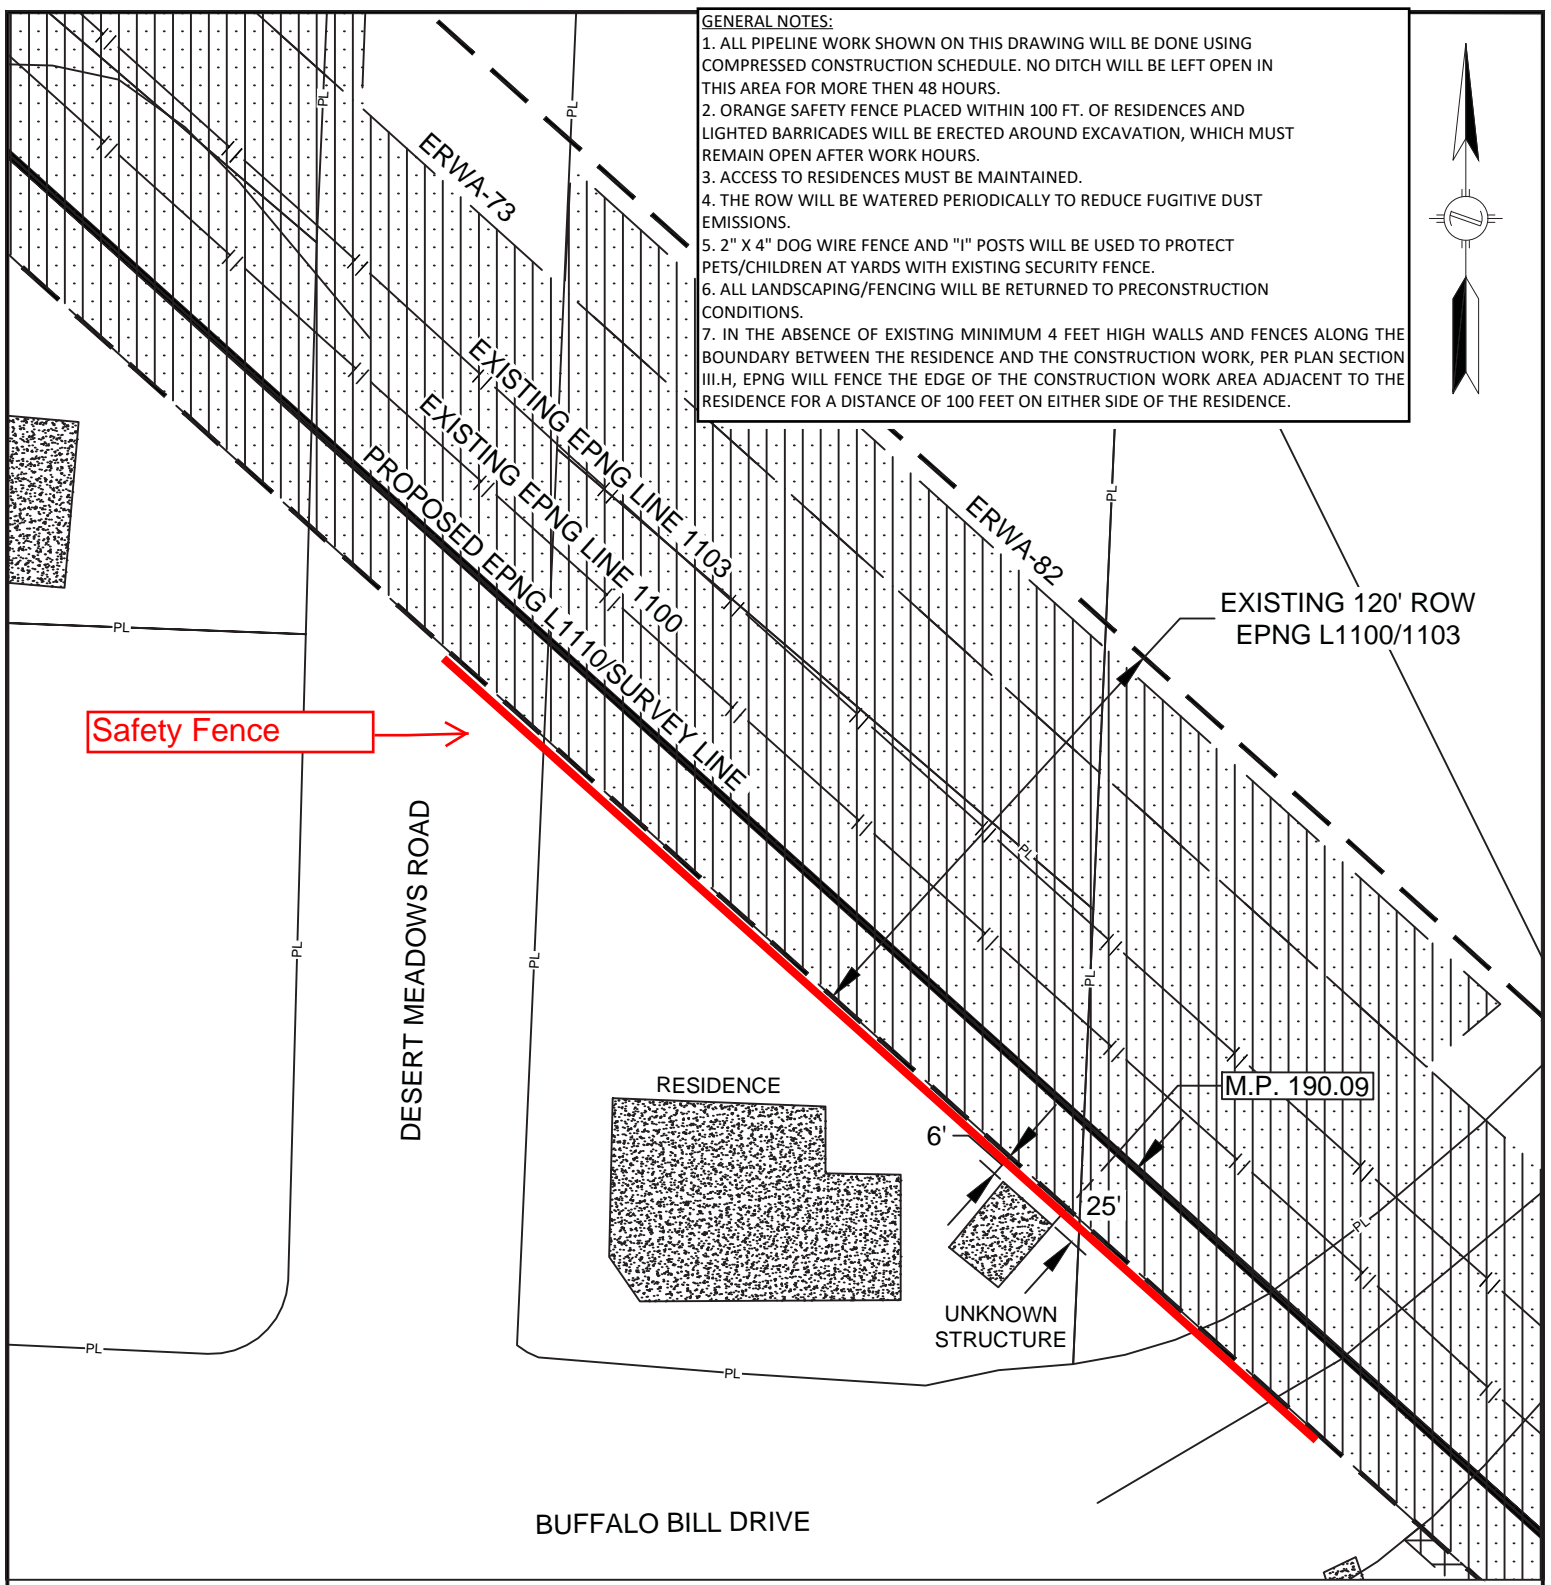 GENERAL NOTES:
1. ALL PIPELINE WORK SHOWN ON THIS DRAWING WILL BE DONE USING
COMPRESSED CONSTRUCTION SCHEDULE. NO DITCH WILL BE LEFT OPEN IN
THIS AREA FOR MORE THEN 48 HOURS.
2. ORANGE SAFETY FENCE PLACED WITHIN 100 FT. OF RESIDENCES AND
LIGHTED BARRICADES WILL BE ERECTED AROUND EXCAVATION, WHICH MUST
REMAIN OPEN AFTER WORK HOURS.
3. ACCESS TO RESIDENCES MUST BE MAINTAINED.
4. THE ROW WILL BE WATERED PERIODICALLY TO REDUCE FUGITIVE DUST
EMISSIONS.
5. 2" X 4" DOG WIRE FENCE AND "I" POSTS WILL BE USED TO PROTECT
PETS/CHILDREN AT YARDS WITH EXISTING SECURITY FENCE.
6. ALL LANDSCAPING/FENCING WILL BE RETURNED TO PRECONSTRUCTION
CONDITIONS.
7. IN THE ABSENCE OF EXISTING MINIMUM 4 FEET HIGH WALLS AND FENCES ALONG THE
BOUNDARY BETWEEN THE RESIDENCE AND THE CONSTRUCTION WORK, PER PLAN SECTION
III.H, EPNG WILL FENCE THE EDGE OF THE CONSTRUCTION WORK AREA ADJACENT TO THE
RESIDENCE FOR A DISTANCE OF 100 FEET ON EITHER SIDE OF THE RESIDENCE.
PL
PL
ERWA-73
EXISTING EPNG LINE 1103
EXISTING EPNG LINE 1100
PROPOSED EPNG L1110/SURVEY LINE
PL
ERWA-82
EXISTING 120' ROW
EPNG L1100/1103
PL
Safety Fence
DESERT MEADOWS ROAD
PL
PL
PL
PL
RESIDENCE
M.P. 190.09
6'
25'
PL
UNKNOWN
STRUCTURE
PL
PL
BUFFALO BILL DRIVE